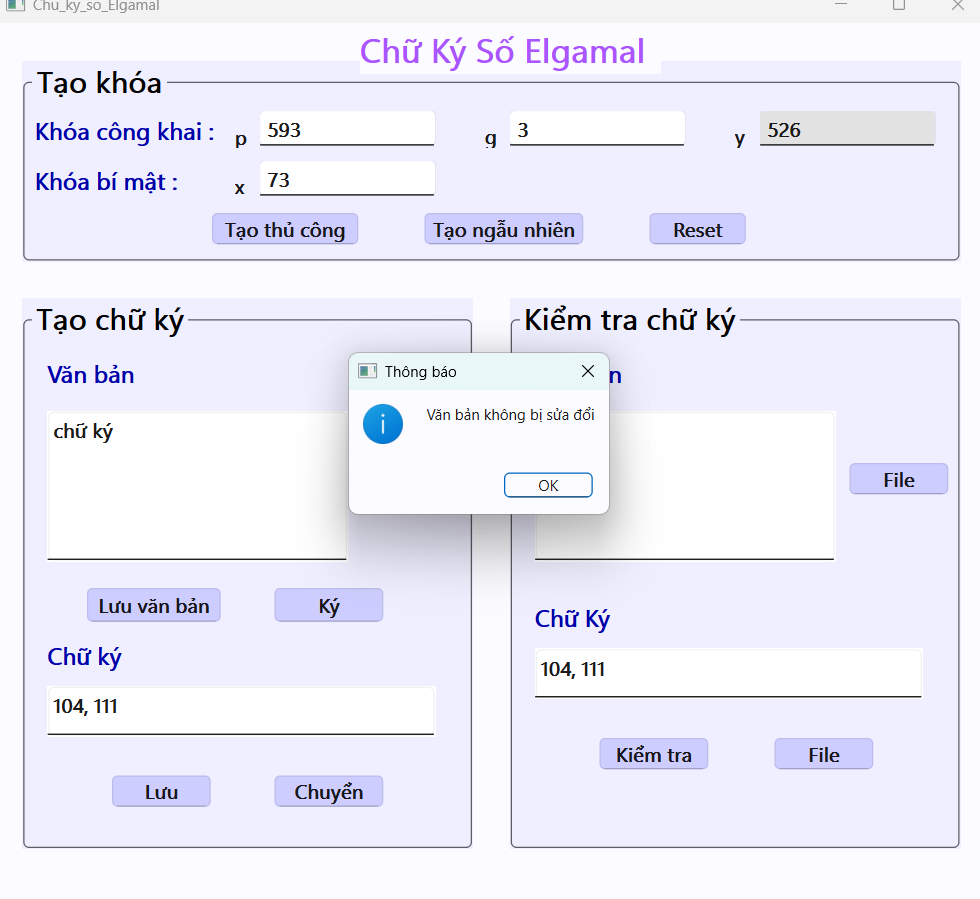 Chu_ky_so_Elgamal
Chữ Ký Số Elgamal
Tạo khóa
Khóa công khai : p 593 g 3 y 526
Khóa bí mật : x 73
Tạo thủ công Tạo ngẫu nhiên Reset
Tạo chữ ký
Văn bản
chữ ký
Lưu văn bản Ký
Chữ ký
104, 111
Lưu Chuyển
Kiểm tra chữ ký
File
Chữ Ký
104, 111
Kiểm tra File
Thông báo
Văn bản không bị sửa đổi
OK